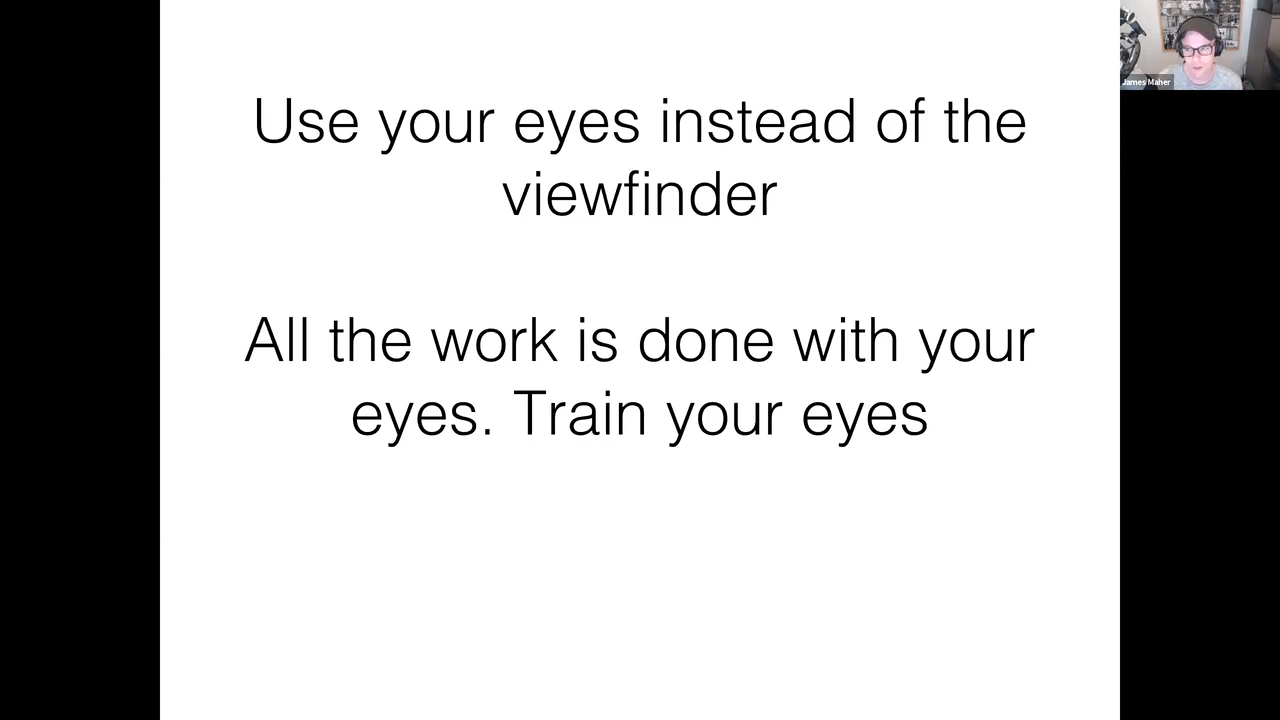 Use your eyes instead of the
viewfinder
All the work is done with your
eyes. Train your eyes
James Maher